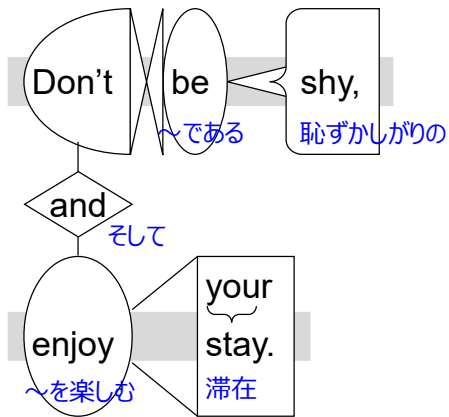 Don't be shy,
～である 恥ずかしがりの
and
そして
your
enjoy stay.
～を楽しむ 滞在